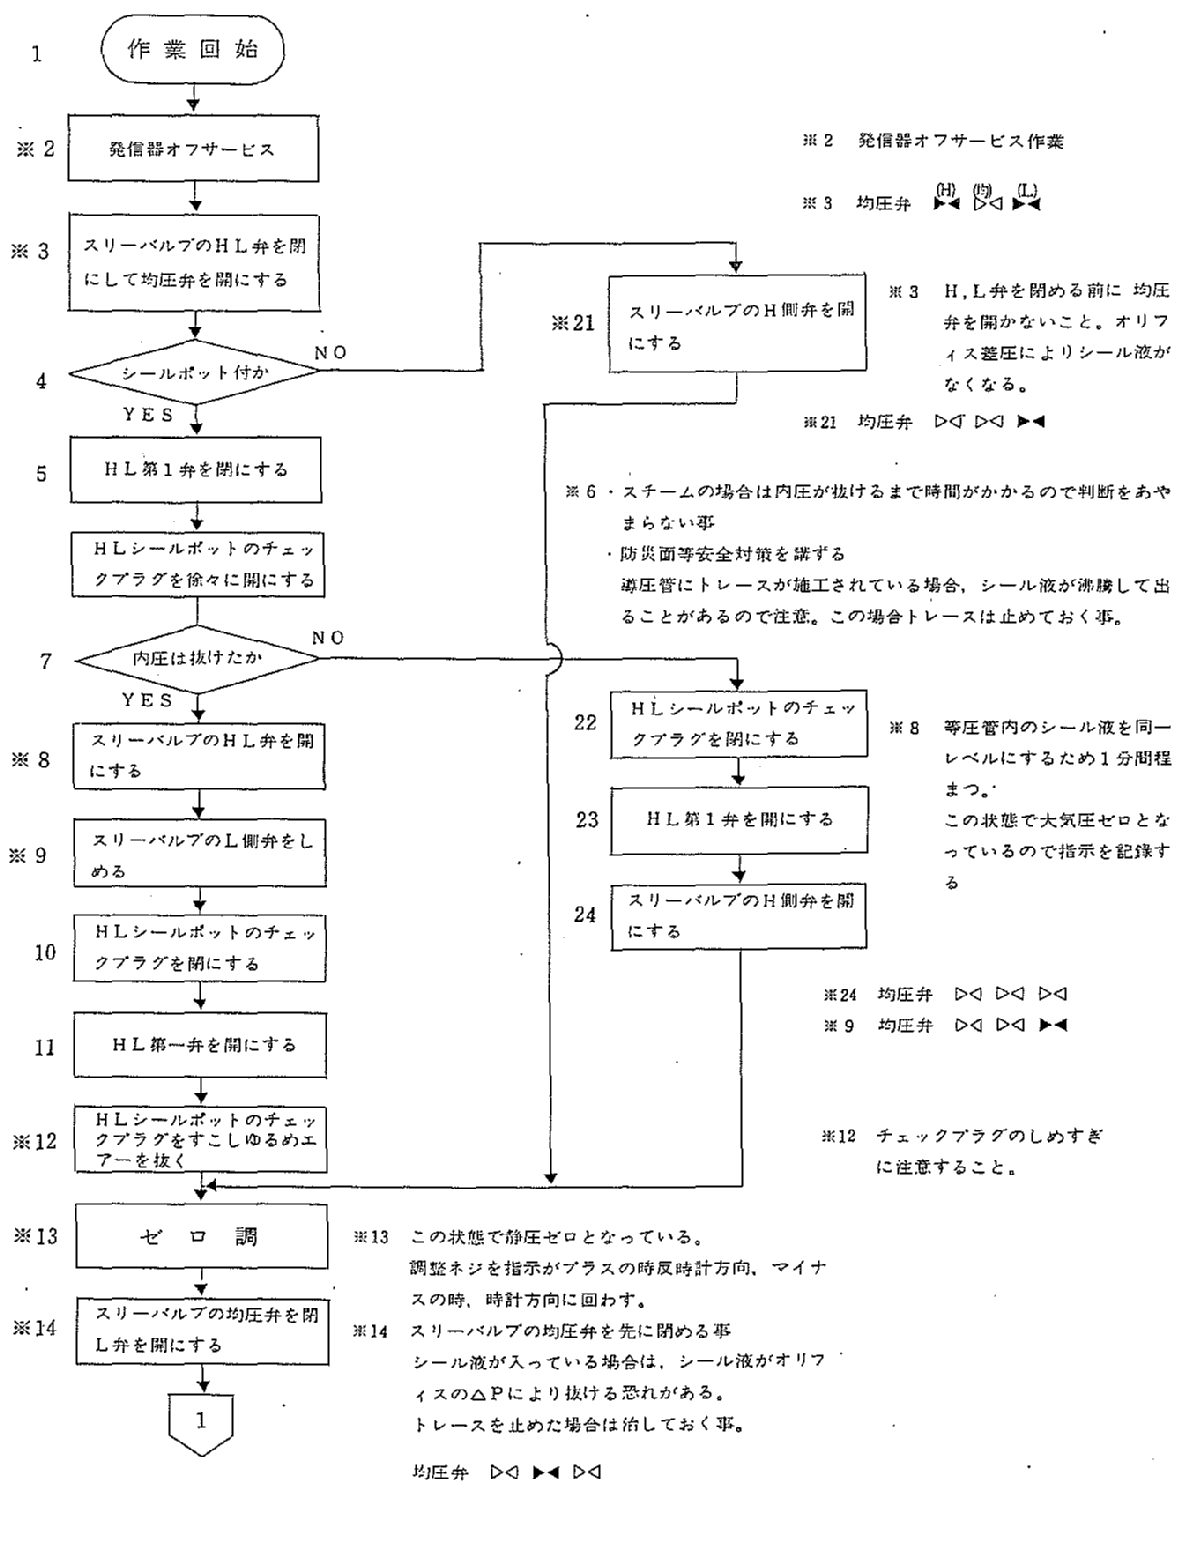 1
作業回始
※2
発信器オフサービス
※3
スリーバルブのＨＬ弁を閉
にして均圧弁を開にする
4
シールポット付か
NO
YES
5
ＨＬ第１弁を閉にする
ＨＬシールポットのチェッ
クプラグを徐々に開にする
7
内圧は抜けたか
NO
YES
※8
スリーバルブのＨＬ弁を開
にする
※9
スリーバルブのＬ側弁をし
める
10
ＨＬシールポットのチェッ
クプラグを閉にする
11
ＨＬ第一弁を開にする
※12
ＨＬシールポットのチェッ
クプラグをすこしゆるめエ
アーを抜く
※13
ゼロ調
※14
スリーバルブの均圧弁を閉
Ｌ弁を開にする
1
※21
スリーバルブのＨ側弁を開
にする
22
ＨＬシールポットのチェッ
クプラグを閉にする
23
ＨＬ第１弁を開にする
24
スリーバルブのＨ側弁を開
にする
※2 発信器オフサービス作業
(H) (均) (L)
※3 均圧弁 ▶◀ ▷◁ ▶◀
※3 Ｈ,Ｌ弁を閉める前に 均圧
弁を開かないこと。オリフ
ィス差圧によりシール液が
なくなる。
※21 均圧弁 ▷◁ ▷◁ ▶◀
※6 ・スチームの場合は内圧が抜けるまで時間がかかるので判断をあや
まらない事
・防災面等安全対策を講ずる
導圧管にトレースが施工されている場合，シール液が沸騰して出
ることがあるので注意。この場合トレースは止めておく事。
※8 等圧管内のシール液を同一
レベルにするため１分間程
まつ。
この状態で大気圧ゼロとな
っているので指示を記録す
る
※24 均圧弁 ▷◁ ▷◁ ▷◁
※9 均圧弁 ▷◁ ▷◁ ▶◀
※12 チェックプラグのしめすぎ
に注意すること。
※13 この状態で静圧ゼロとなっている。
調整ネジを指示がプラスの時反時計方向，マイナ
スの時，時計方向に回わす。
※14 スリーバルブの均圧弁を先に閉める事
シール液が入っている場合は，シール液がオリフ
ィスの△Ｐにより抜ける恐れがある。
トレースを止めた場合は治しておく事。
均圧弁 ▷◁ ▶◀ ▷◁